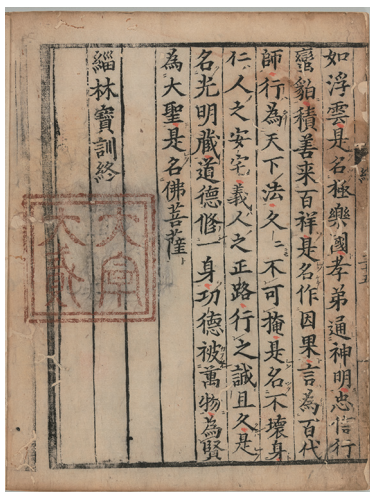 如浮雲是名極樂國孝弟通神明忠信行
蠻貊積善來百祥是名作因果言為百代
師行為天下法久〻不可掩是名不壞身
仁人之安宅義人之正路行之誠且久是
名光明藏道德修一身功德被萬物為賢
為大聖是名佛菩薩
緇林寶訓終